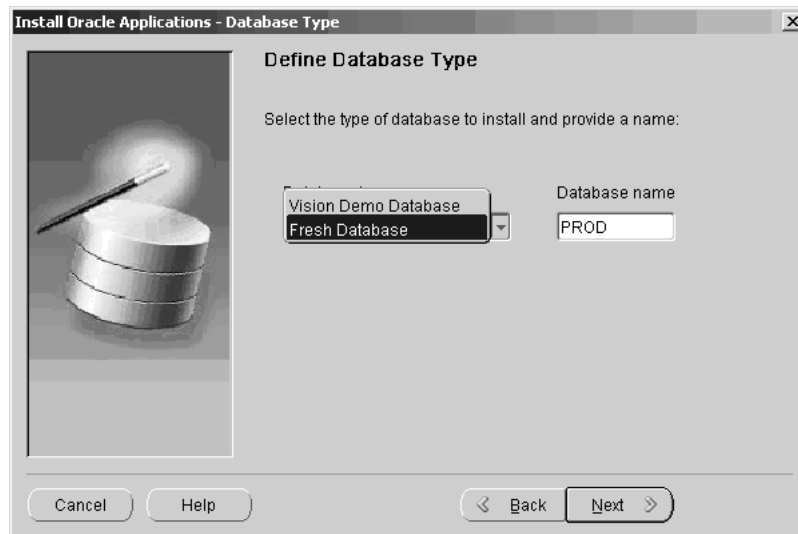 Install Oracle Applications - Database Type
Define Database Type
Select the type of database to install and provide a name:
Database name
Vision Demo Database
Fresh Database
PROD
Cancel
Help
Back
Next